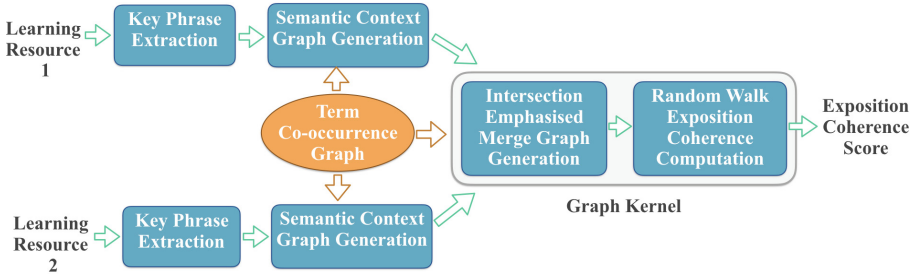 Learning
Resource
1
Key Phrase
Extraction
Semantic Context
Graph Generation
Term
Co-occurrence
Graph
Intersection
Emphasised
Merge Graph
Generation
Random Walk
Exposition
Coherence
Computation
Exposition
Coherence
Score
Graph Kernel
Learning
Resource
2
Key Phrase
Extraction
Semantic Context
Graph Generation